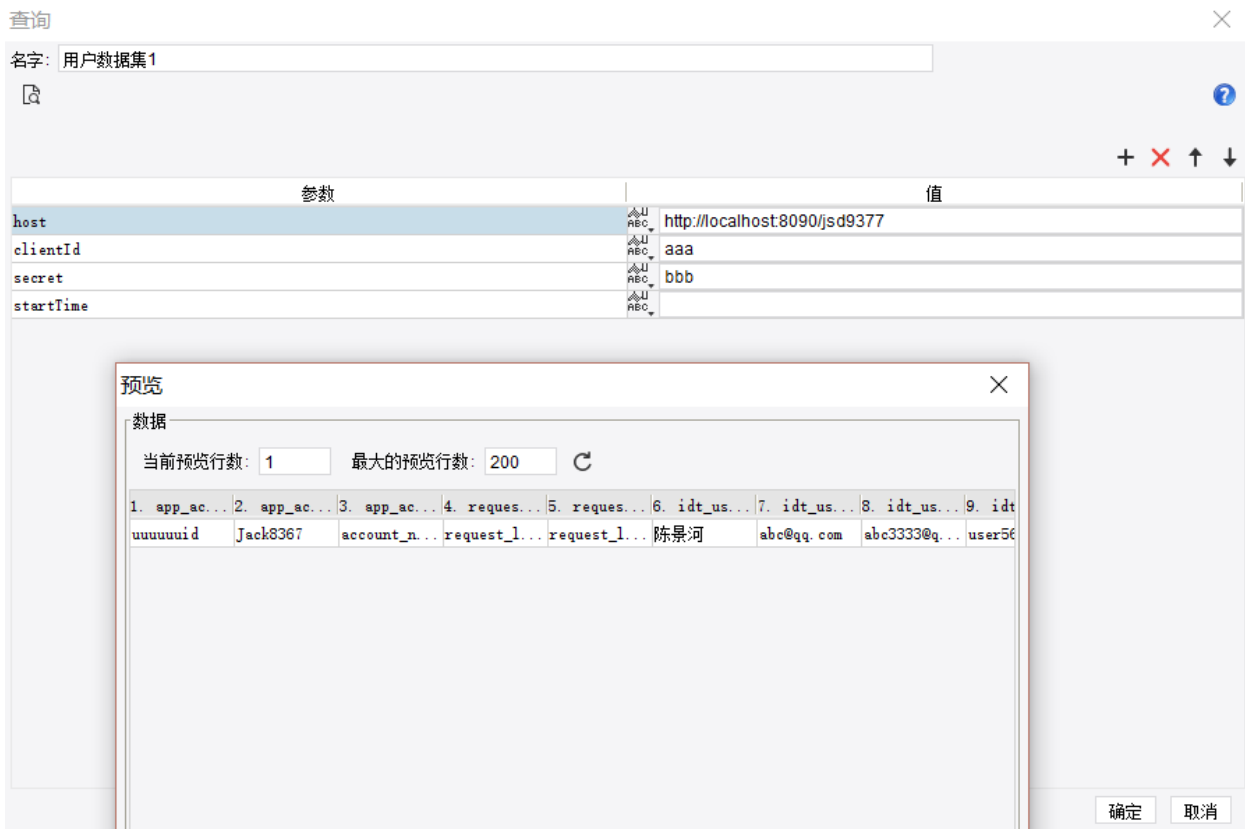 查询
名字: 用户数据集1
参数 值
host http://localhost:8090/jsd9377
clientId aaa
secret bbb
startTime
预览
数据
当前预览行数: 1 最大的预览行数: 200
1. app_ac... 2. app_ac... 3. app_ac... 4. reques... 5. reques... 6. idt_us... 7. idt_us... 8. idt_us... 9. idt
uuuuuuid Jack8367 account_n... request_l... request_l... 陈景河 abc@qq.com abc3333@q... user56
确定 取消